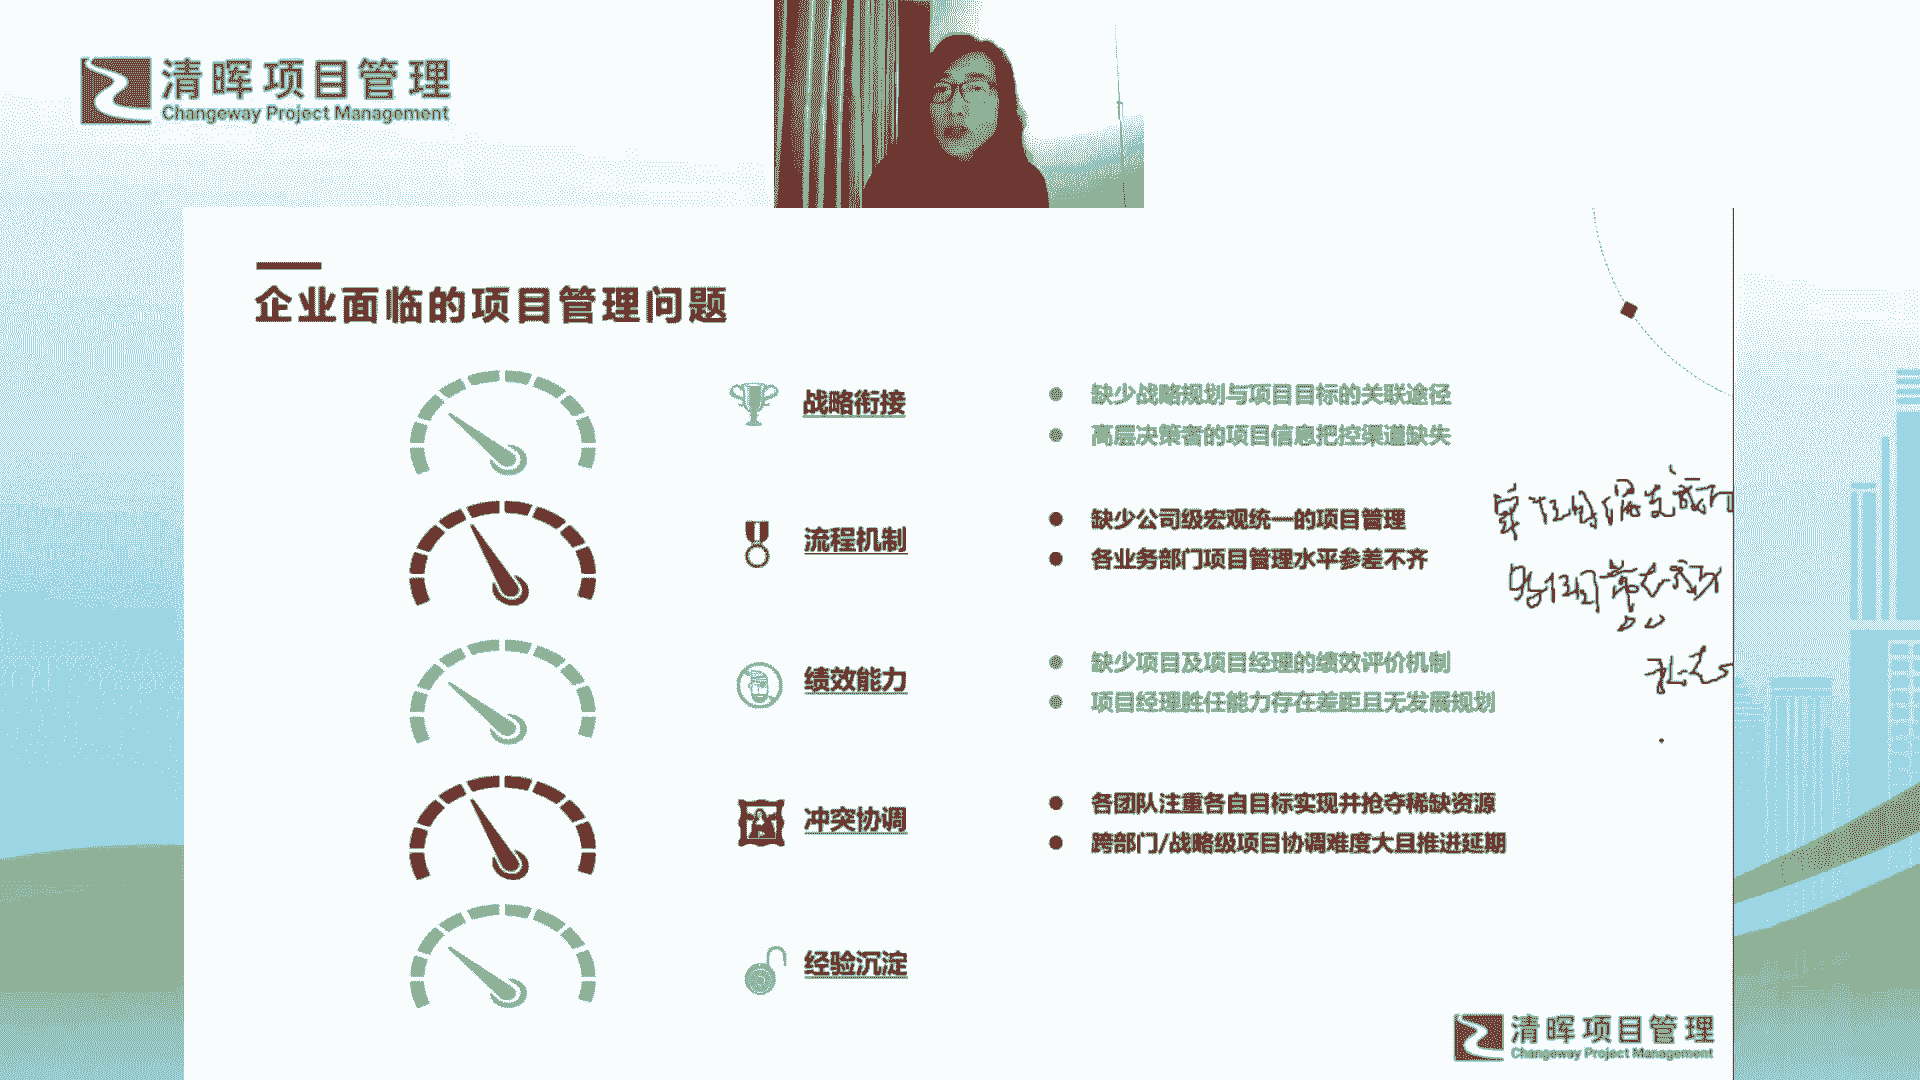 清晖项目管理
Changeway Project Management
企业面临的项目管理问题
战略衔接
缺少战略规划与项目目标的关联途径
高层决策者的项目信息把控渠道缺失
流程机制
缺少公司级宏观统一的项目管理
各业务部门项目管理水平参差不齐
绩效能力
缺少项目及项目经理的绩效评价机制
项目经理胜任能力存在差距且无发展规划
冲突协调
各团队注重各自目标实现并抢夺稀缺资源
跨部门/战略级项目协调难度大且推进延期
经验沉淀
清晖项目管理
Changeway Project Management